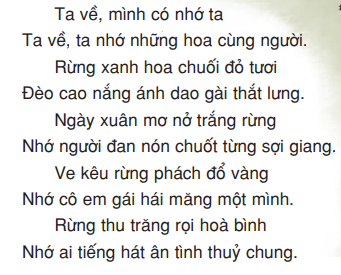 Ta về, mình có nhớ ta
Ta về, ta nhớ những hoa cùng người.
Rừng xanh hoa chuối đỏ tươi
Đèo cao nắng ánh dao gài thắt lưng.
Ngày xuân mơ nở trắng rừng
Nhớ người đan nón chuốt từng sợi giang.
Ve kêu rừng phách đổ vàng
Nhớ cô em gái hái măng một mình.
Rừng thu trăng rọi hoà bình
Nhớ ai tiếng hát ân tình thuỷ chung.